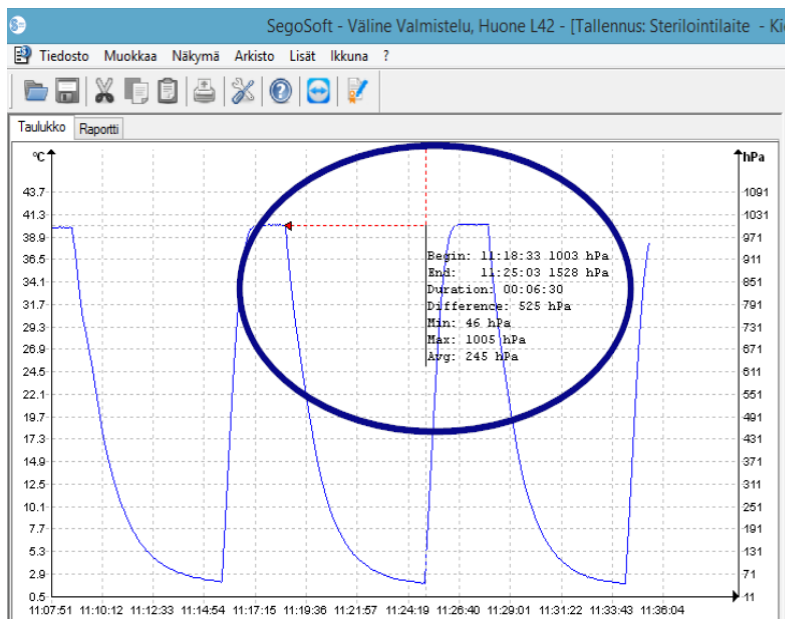 SegoSoft - Väline Valmistelu, Huone L42 - [Tallennus: Sterilointilaite - Ki
Tiedosto Muokkaa Näkymä Arkisto Lisät Ikkuna ?
Taulukko Raportti
°C hPa
43.7 1091
41.3 1031
38.9 971
36.5 911
34.1 851
31.7 791
29.3 731
26.9 671
24.5 611
22.1 551
19.7 491
17.3 431
14.9 371
12.5 311
10.1 251
7.7 191
5.3 131
2.9 71
0.5 11
Begin: 11:18:33 1003 hPa
End: 11:25:03 1528 hPa
Duration: 00:06:30
Difference: 525 hPa
Min: 46 hPa
Max: 1005 hPa
Avg: 245 hPa
11:07:51 11:10:12 11:12:33 11:14:54 11:17:15 11:19:36 11:21:57 11:24:19 11:26:40 11:29:01 11:31:22 11:33:43 11:36:04